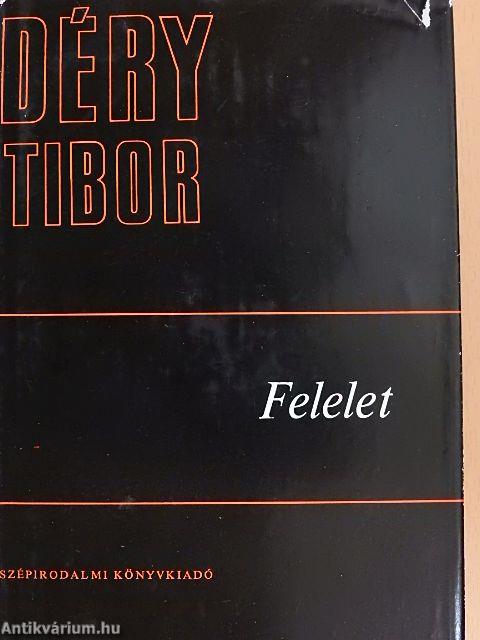 DÉRY
TIBOR
Felelet
SZÉPIRODALMI KÖNYVKIADÓ
Antikvárium.hu